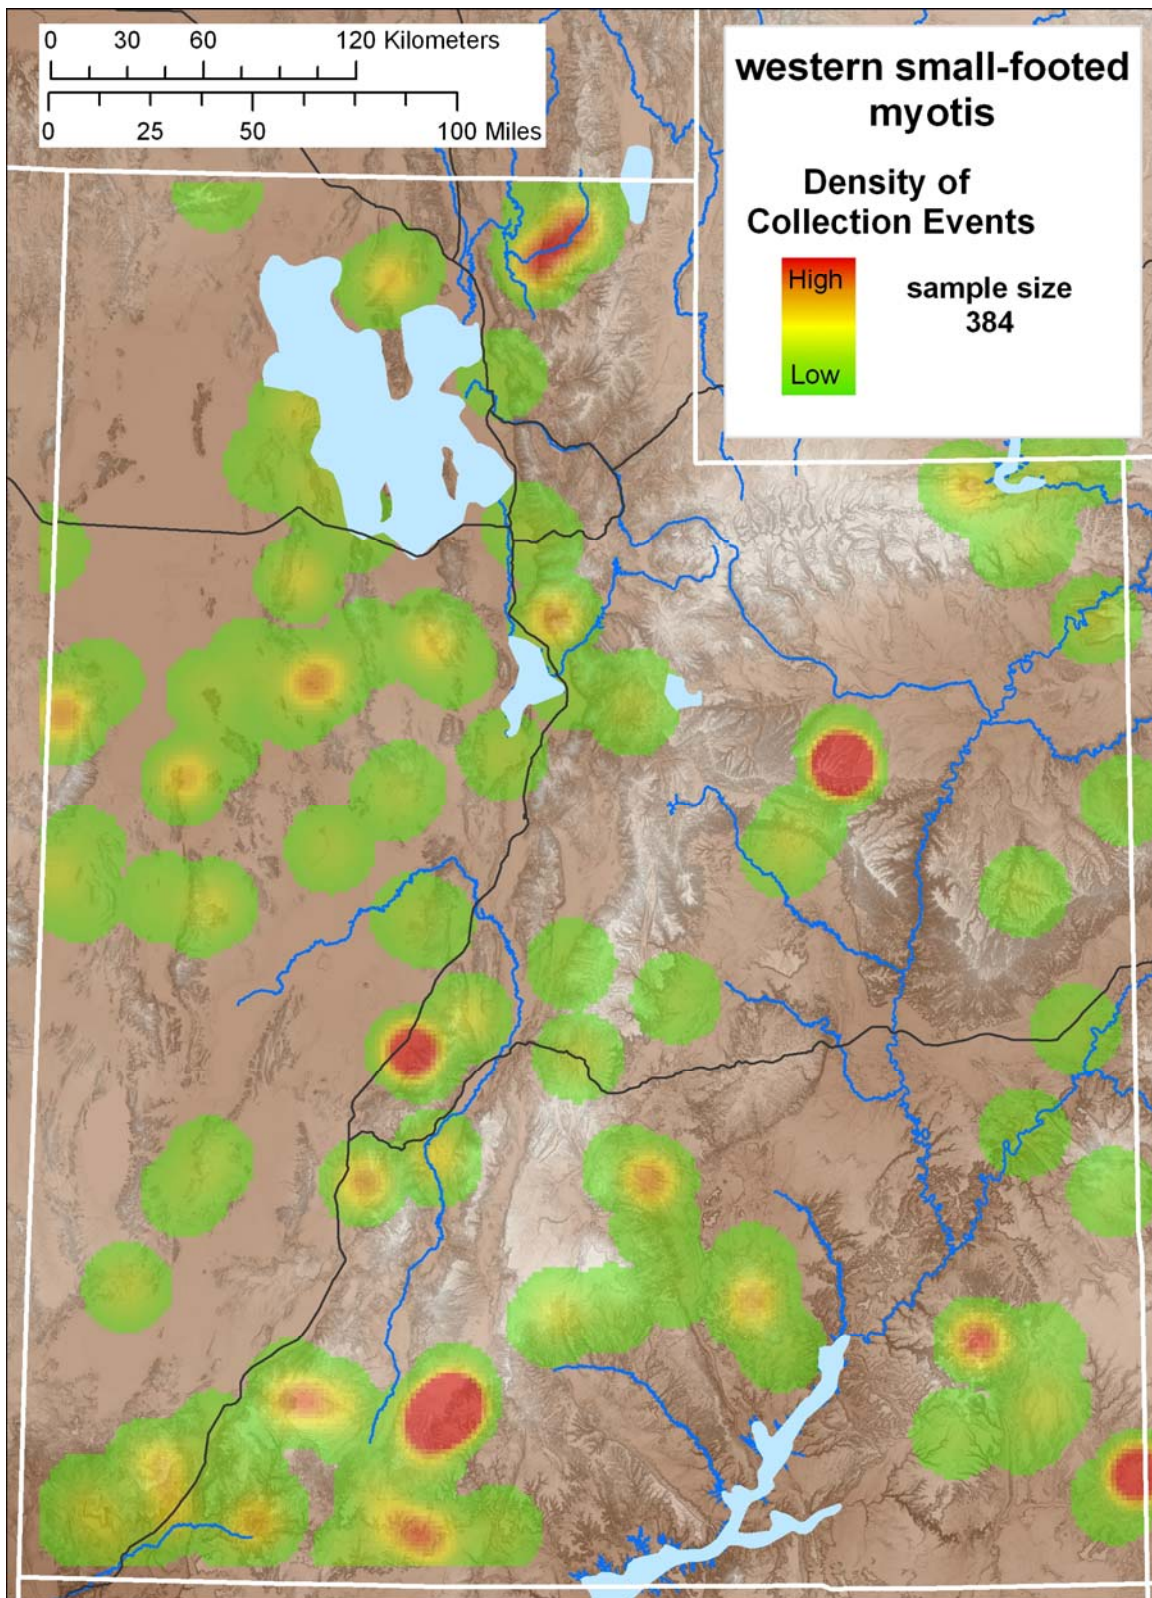 0 30 60 120 Kilometers
0 25 50 100 Miles
western small-footed
myotis
Density of
Collection Events
High
Low
sample size
384